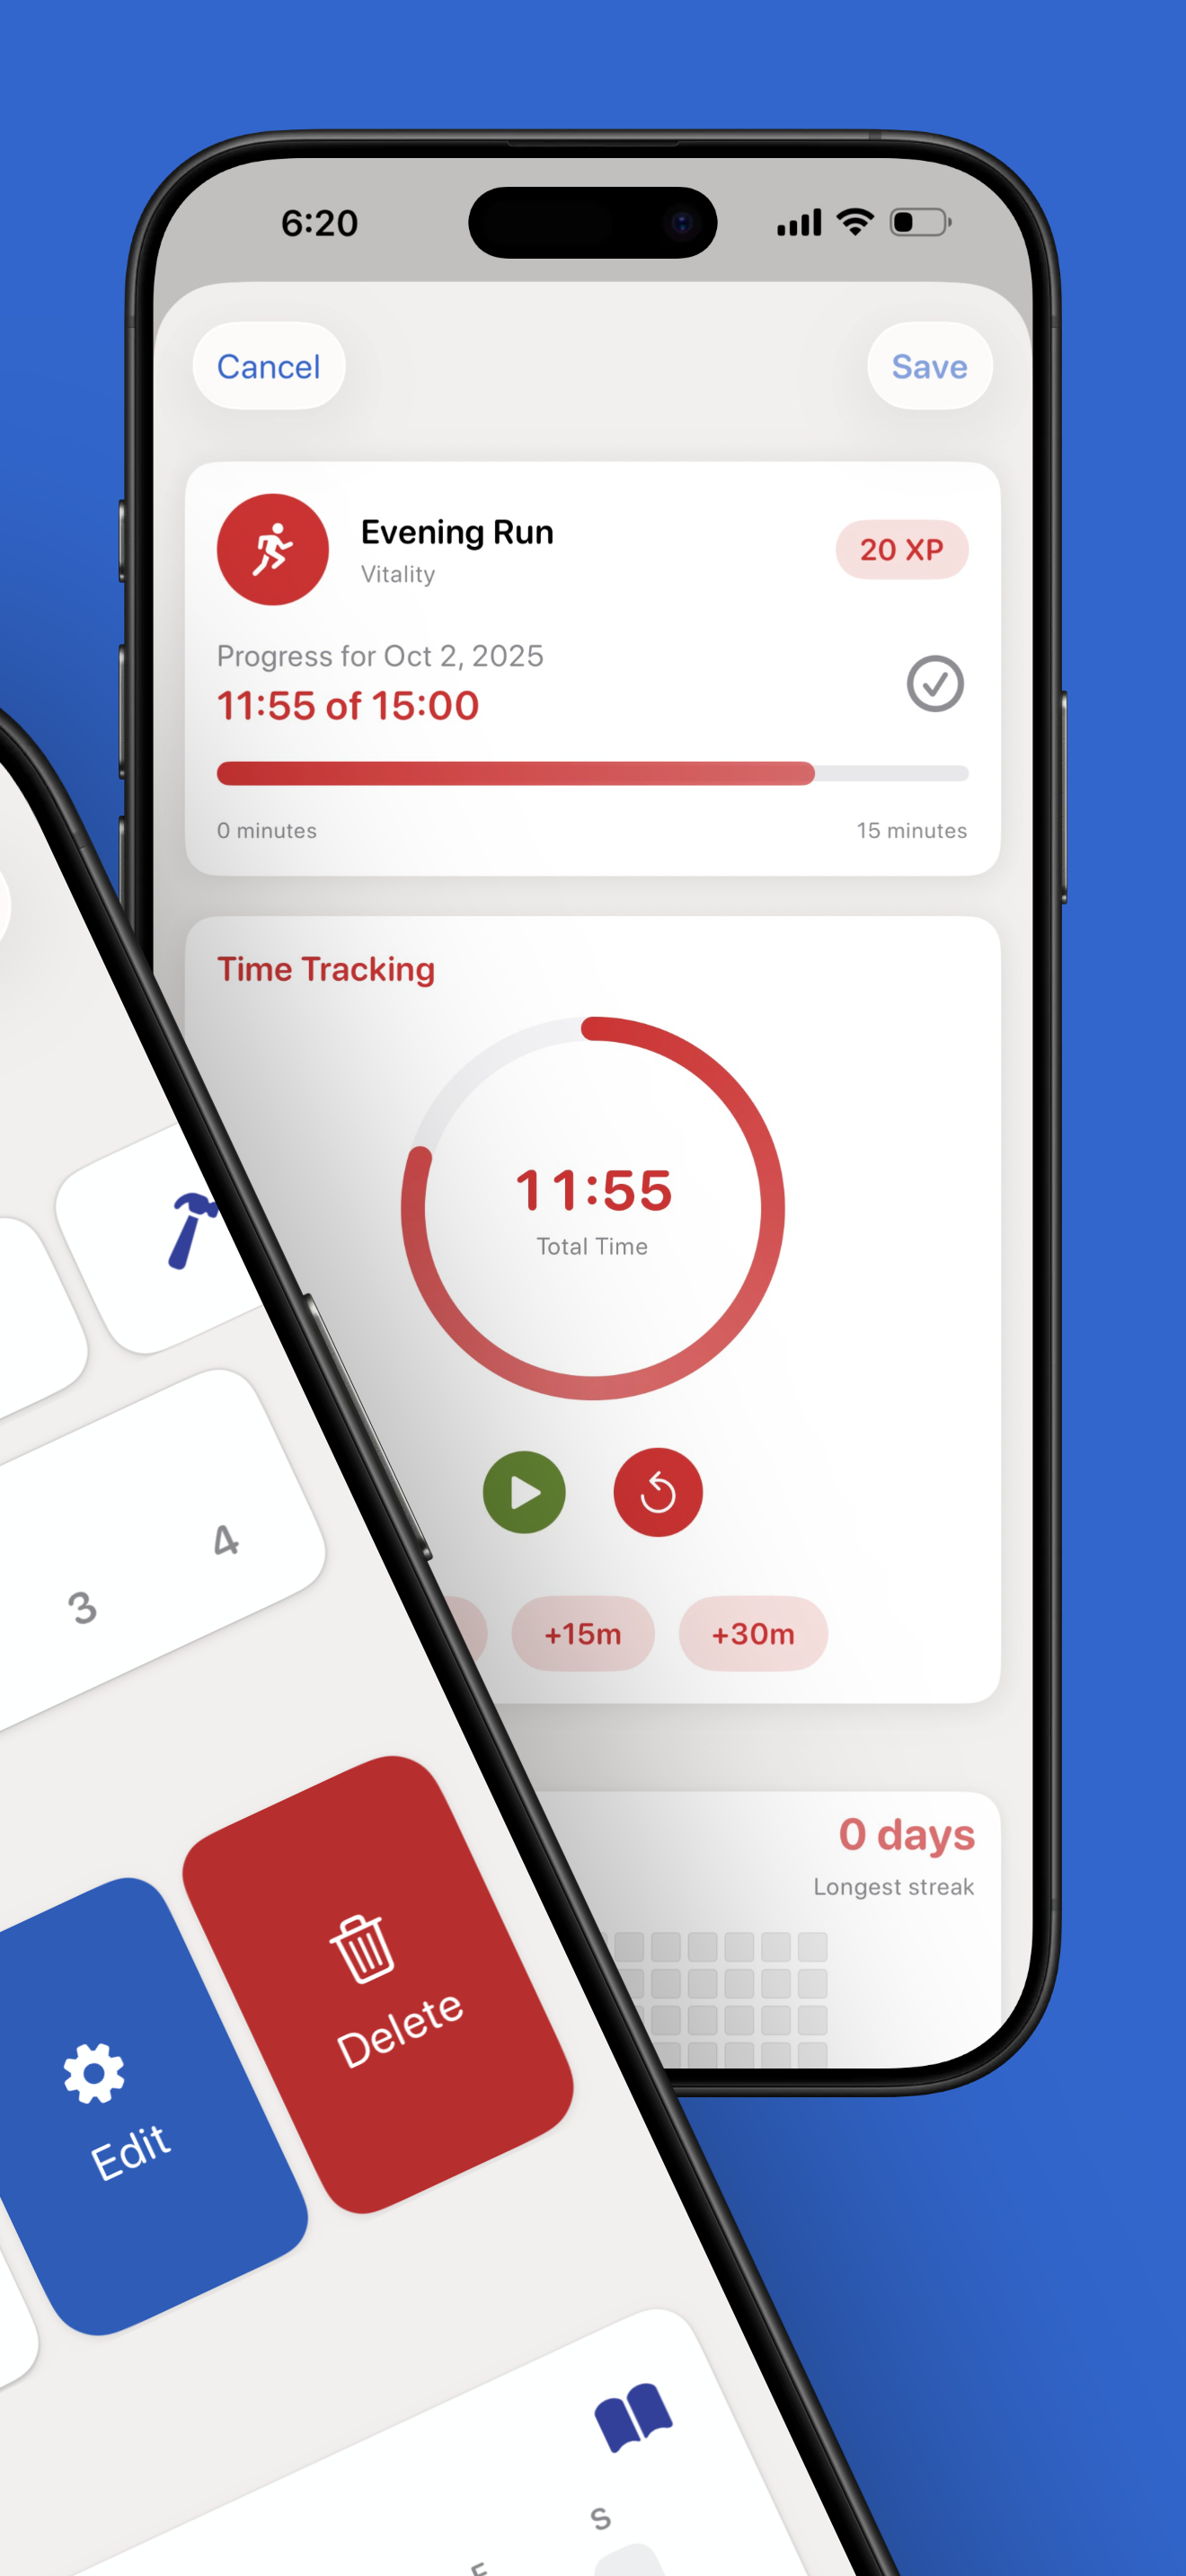 6:20
Cancel
Save
Evening Run
Vitality
20 XP
Progress for Oct 2, 2025
11:55 of 15:00
0 minutes
15 minutes
Time Tracking
11:55
Total Time
+15m
+30m
0 days
Longest streak
3
4
Edit
Delete
S
F